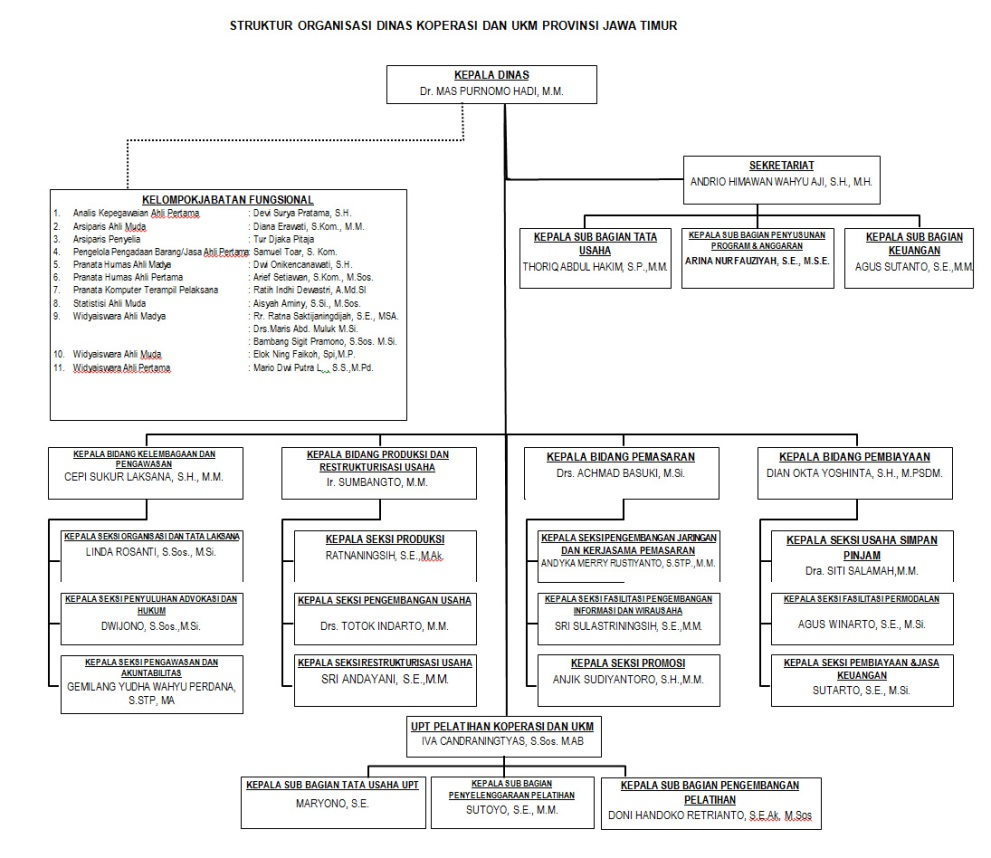 STRUKTUR ORGANISASI DINAS KOPERASI DAN UKM PROVINSI JAWA TIMUR
KEPALA DINAS
Dr. MAS PURNOMO HADI, M.M.
SEKRETARIAT
ANDRIO HIMAWAN WAHYU AJI, S.H., M.H.
KELOMPOKJABATAN FUNGSIONAL
1. Analis Kepegawaian Ahli Pertama : Devi Surya Pratama, S.H.
2. Arsiparis Ahli Muda : Diana Erawati, S.Kom., M.M.
3. Arsiparis Penyelia : Tur Djaka Pitaja
4. Pengelola Pengadaan Barang/Jasa Ahli Pertama: Samuel Toar, S. Kom.
5. Pranata Humas Ahli Madya : Dwi Onikencanawati, S.H.
6. Pranata Humas Ahli Pertama : Arief Setiawan, S.Kom., M.Sos.
7. Pranata Komputer Terampil Pelaksana : Ratih Indhi Dewastri, A.Md.SI
8. Statistisi Ahli Muda : Aisyah Aminy, S.Si., M.Sos.
9. Widyaiswara Ahli Madya : Rr. Ratna Saktijaningdijah, S.E., MSA.
: Drs.Maris Abd. Muluk M.Si.
: Bambang Sigit Pramono, S.Sos. M.Si.
10. Widyaiswara Ahli Muda : Elok Ning Faikoh, Spi,M.P.
11. Widyaiswara Ahli Pertama : Mario Dwi Putra L.,, S.S.,M.Pd.
KEPALA SUB BAGIAN TATA
USAHA
THORIQ ABDUL HAKIM, S.P.,M.M.
KEPALA SUB BAGIAN PENYUSUNAN
PROGRAM & ANGGARAN
ARINA NUR FAUZIYAH, S.E., M.S.E.
KEPALA SUB BAGIAN
KEUANGAN
AGUS SUTANTO, S.E.,M.M.
KEPALA BIDANG KELEMBAGAAN DAN
PENGAWASAN
CEPI SUKUR LAKSANA, S.H., M.M.
KEPALA BIDANG PRODUKSI DAN
RESTRUKTURISASI USAHA
Ir. SUMBANGTO, M.M.
KEPALA BIDANG PEMASARAN
Drs. ACHMAD BASUKI, M.Si.
KEPALA BIDANG PEMBIAYAAN
DIAN OKTA YOSHINTA, S.H., M.PSDM.
KEPALA SEKSI ORGANISASI DAN TATA LAKSANA
LINDA ROSANTI, S.Sos., M.Si.
KEPALA SEKSI PRODUKSI
RATNANINGSIH, S.E.,M.Ak.
KEPALA SEKSI PENGEMBANGAN JARINGAN
DAN KERJASAMA PEMASARAN
ANDYKA MERRY RUSTIYANTO, S.STP.,M.M.
KEPALA SEKSI USAHA SIMPAN
PINJAM
Dra. SITI SALAMAH,M.M.
KEPALA SEKSI PENYULUHAN ADVOKASI DAN
HUKUM
DWIJONO, S.Sos.,M.Si.
KEPALA SEKSI PENGEMBANGAN USAHA
Drs. TOTOK INDARTO, M.M.
KEPALA SEKSI FASILITASI PENGEMBANGAN
INFORMASI DAN WIRAUSAHA
SRI SULASTRININGSIH, S.E.,M.M.
KEPALA SEKSI FASILITASI PERMODALAN
AGUS WINARTO, S.E., M.Si.
KEPALA SEKSI PENGAWASAN DAN
AKUNTABILITAS
GEMILANG YUDHA WAHYU PERDANA,
S.STP, MA
KEPALA SEKSI RESTRUKTURISASI USAHA
SRI ANDAYANI, S.E.,M.M.
KEPALA SEKSI PROMOSI
ANJIK SUDIYANTORO, S.H.,M.M.
KEPALA SEKSI PEMBIAYAAN &JASA
KEUANGAN
SUTARTO, S.E., M.Si.
UPT PELATIHAN KOPERASI DAN UKM
IVA CANDRANINGTYAS, S.Sos. M.AB
KEPALA SUB BAGIAN TATA USAHA UPT
MARYONO, S.E.
KEPALA SUB BAGIAN
PENYELENGGARAAN PELATIHAN
SUTOYO, S.E., M.M.
KEPALA SUB BAGIAN PENGEMBANGAN
PELATIHAN
DONI HANDOKO RETRIANTO, S.E.Ak, M.Sos